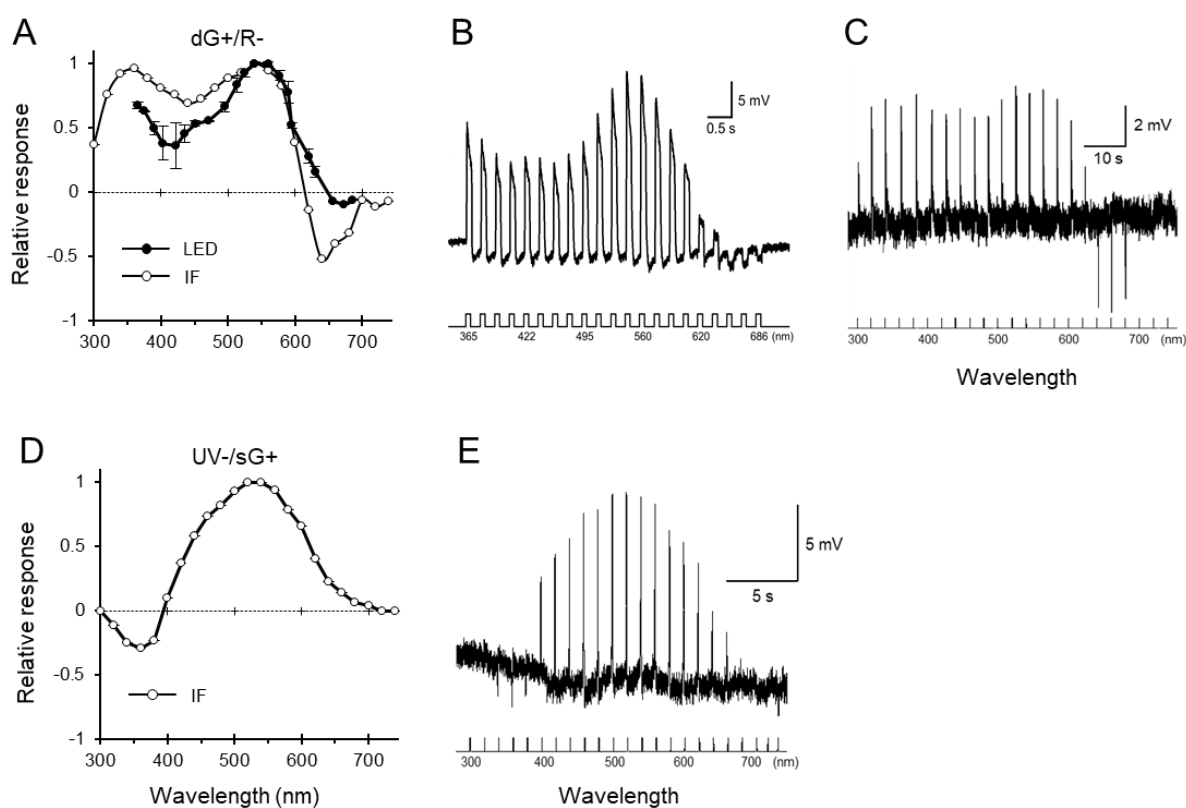 A
dG+/R-
1
0.5
0
-0.5
-1
Relative response
LED
IF
300 400 500 600 700
B
5 mV
0.5 s
365 422 495 560 620 686 (nm)
C
2 mV
10 s
300 400 500 600 700 (nm)
Wavelength
D
UV-/sG+
1
0.5
0
-0.5
-1
Relative response
IF
300 400 500 600 700
Wavelength (nm)
E
5 mV
5 s
300 400 500 600 700 (nm)
Wavelength